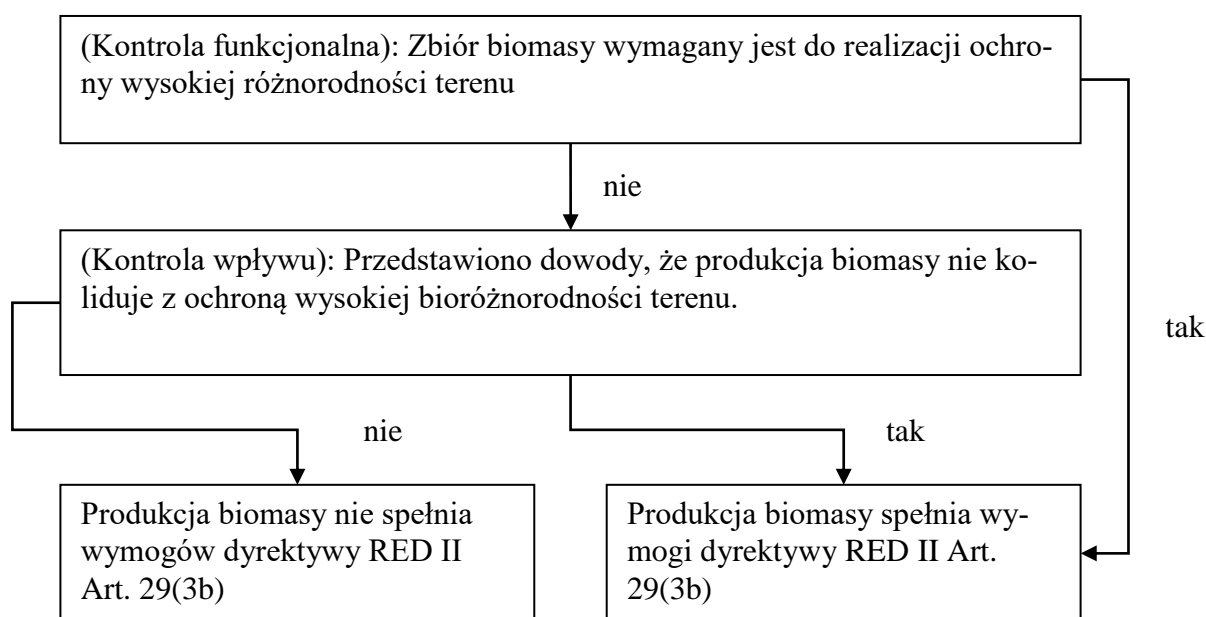 (Kontrola funkcjonalna): Zbiór biomasy wymagany jest do realizacji ochro-
ny wysokiej różnorodności terenu
nie
(Kontrola wpływu): Przedstawiono dowody, że produkcja biomasy nie ko-
liduje z ochroną wysokiej bioróżnorodności terenu.
tak
nie
tak
Produkcja biomasy nie spełnia
wymogów dyrektywy RED II
Art. 29(3b)
Produkcja biomasy spełnia wy-
mogi dyrektywy RED II Art.
29(3b)